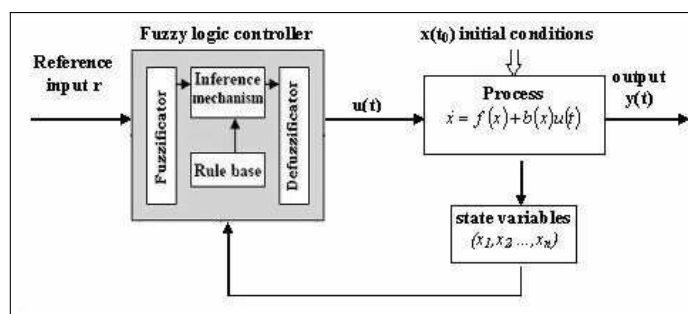 Fuzzy logic controller
x(t₀) initial conditions
Reference
input r
Fuzzificator
Inference
mechanism
Rule base
Defuzzificator
u(t)
Process
ẋ = f(x)+b(x)u(t)
output
y(t)
state variables
(x₁,x₂...,xₙ)